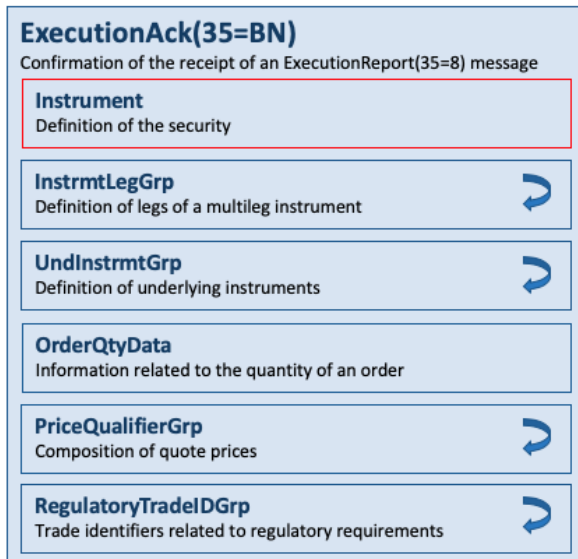 ExecutionAck(35=BN)
Confirmation of the receipt of an ExecutionReport(35=8) message
Instrument
Definition of the security
InstrmtLegGrp
Definition of legs of a multileg instrument
UndInstrmtGrp
Definition of underlying instruments
OrderQtyData
Information related to the quantity of an order
PriceQualifierGrp
Composition of quote prices
RegulatoryTradeIDGrp
Trade identifiers related to regulatory requirements